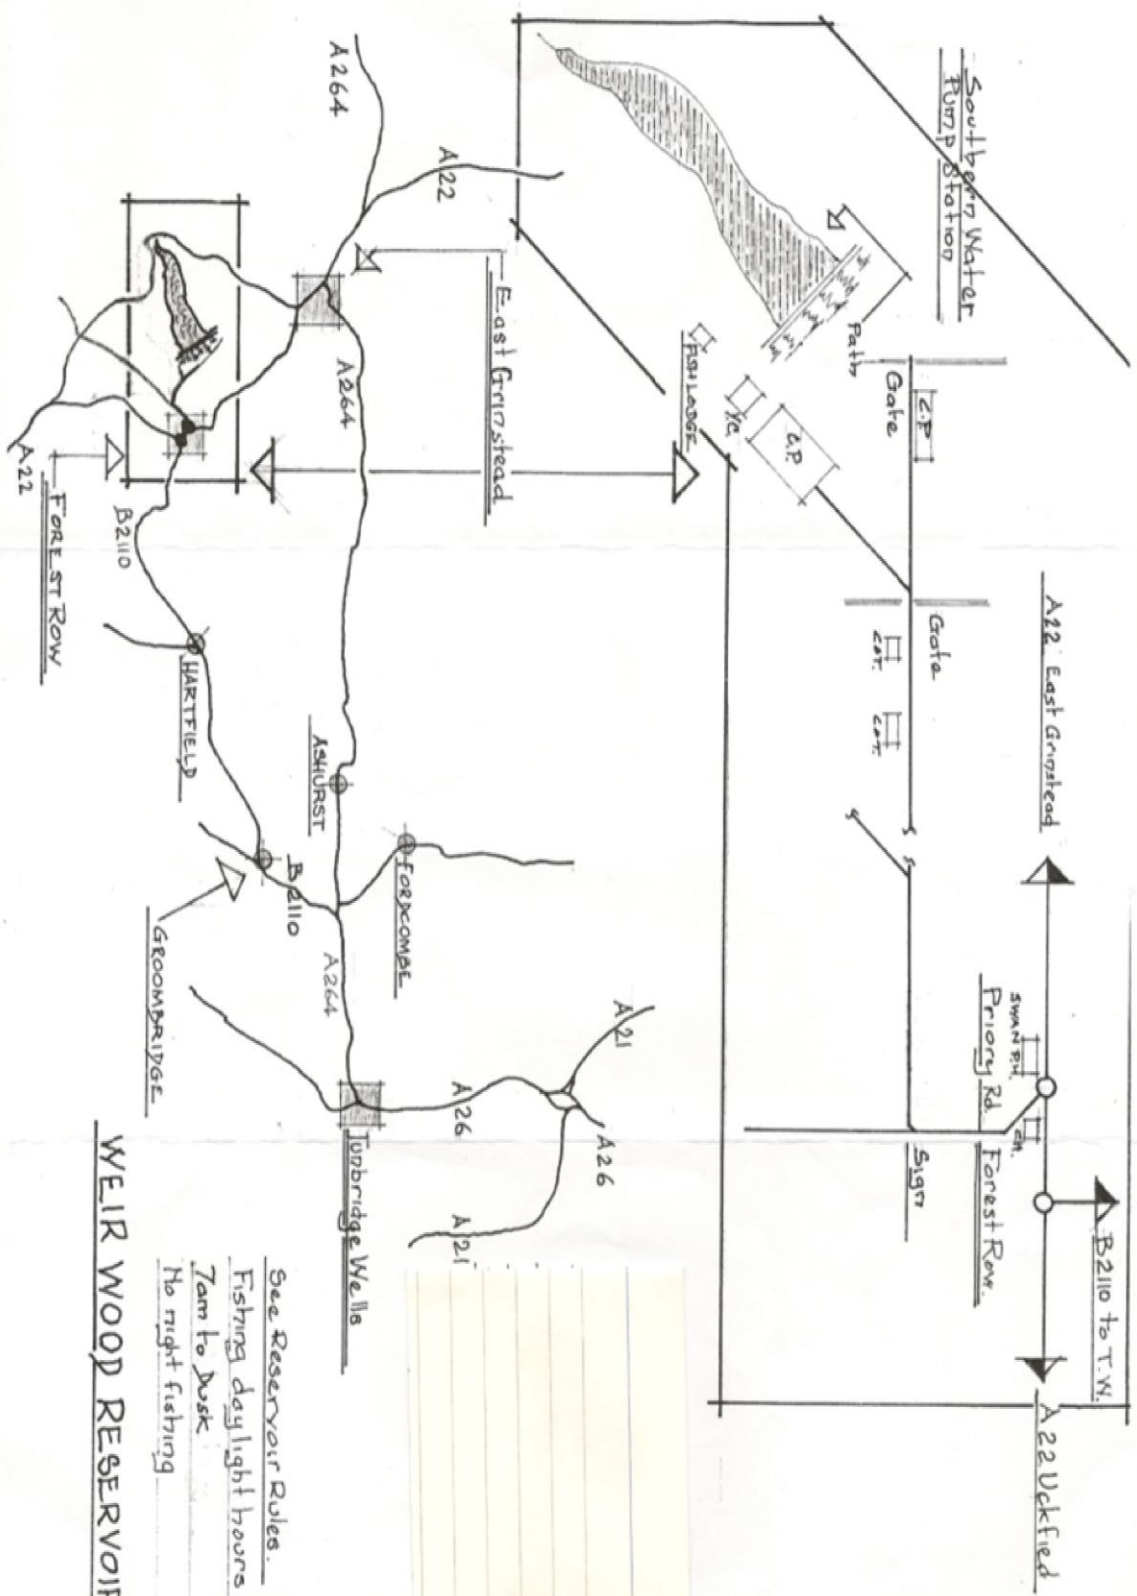 Southern Water
Pump Station
Path
Gate
C.P
FISH LODGE
Y.C.
C.P.
Gate
COT.
COT.
A22 East Grinstead
SWAN P.H.
Priory Rd.
CH.
Forest Row.
Sign
B2110 to T.W.
A22 Uckfied
A264
A22
East Grinstead
A264
A22
FOREST ROW
B2110
HARTFIELD
ASHURST
FORDCOMBE
B2110
GROOMBRIDGE
A264
A21
A26
A26
A21
Tunbridge Wells
See Reservoir Rules.
Fishing daylight hours
7am to Dusk
No night fishing
WEIR WOOD RESERVOIR